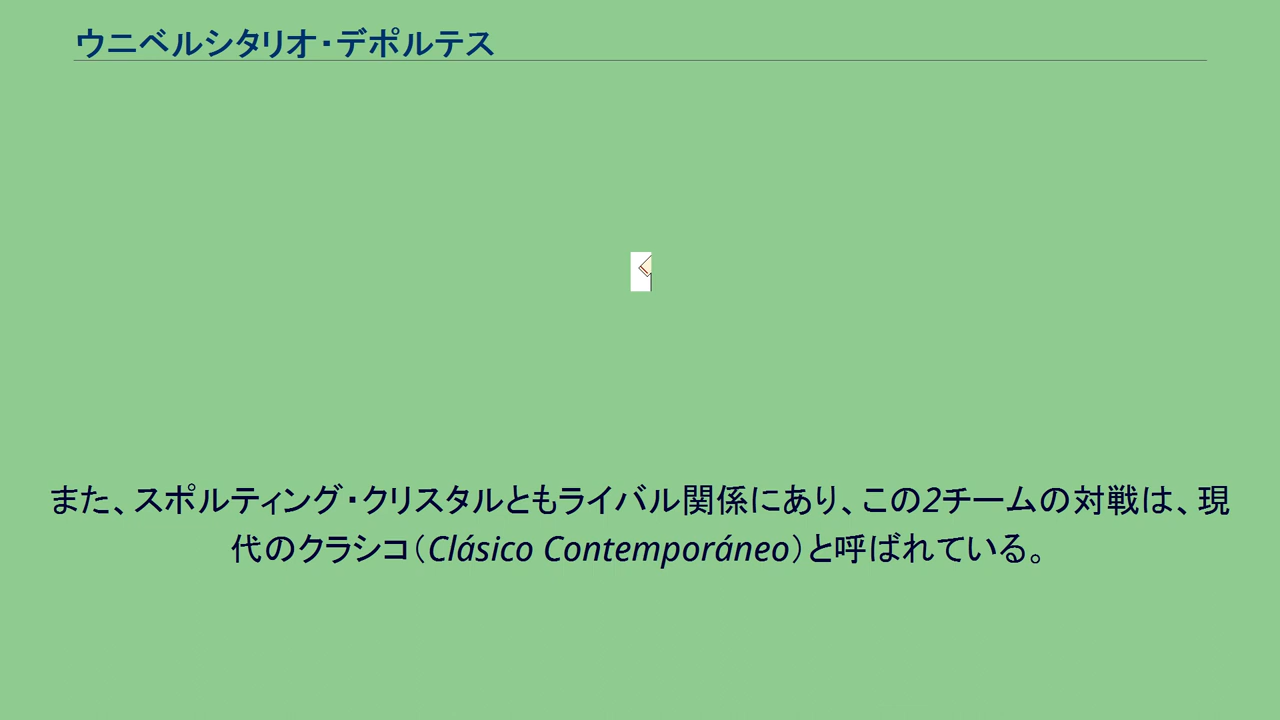 ウニベルシタリオ・デポルテス
また、スポルティング・クリスタルともライバル関係にあり、この2チームの対戦は、現
代のクラシコ（Clásico Contemporáneo）と呼ばれている。